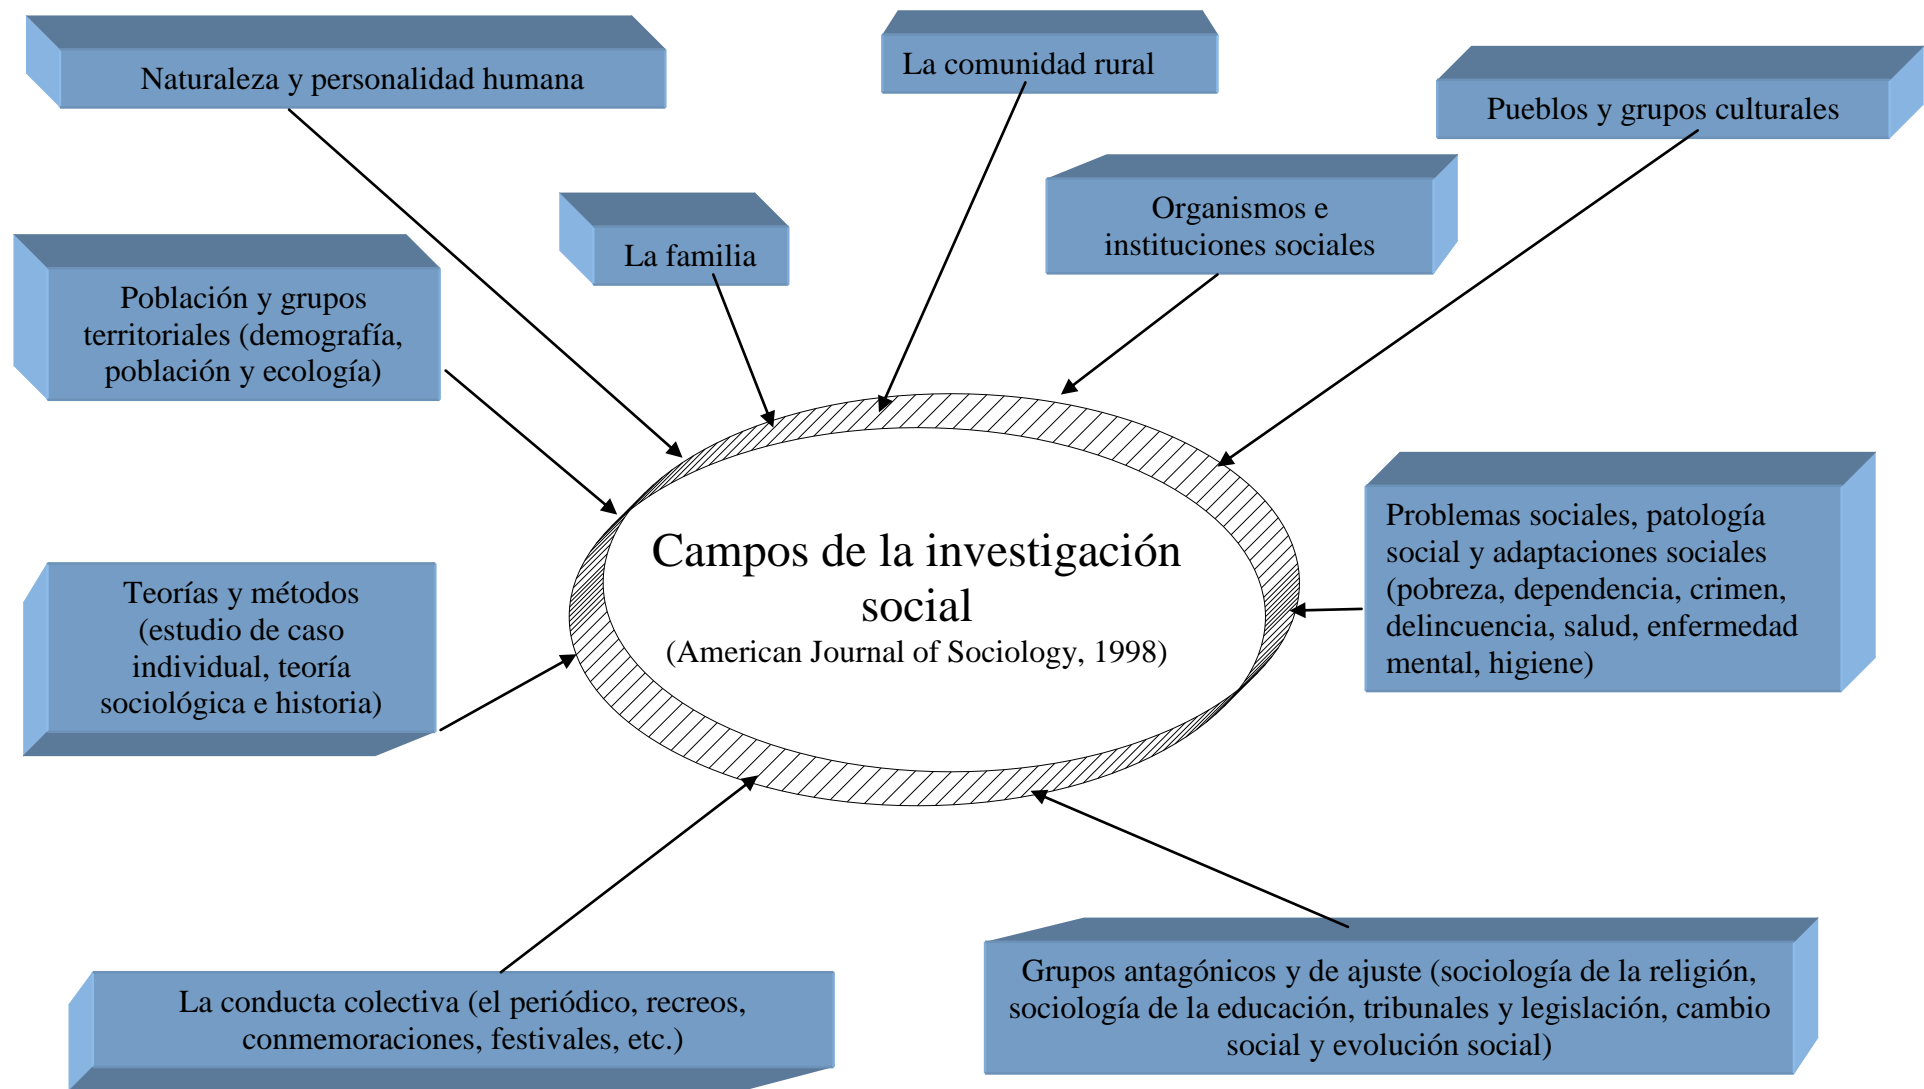 Naturaleza y personalidad humana
La comunidad rural
Pueblos y grupos culturales
Organismos e
instituciones sociales
La familia
Población y grupos
territoriales (demografía,
población y ecología)
Campos de la investigación
social
(American Journal of Sociology, 1998)
Problemas sociales, patología
social y adaptaciones sociales
(pobreza, dependencia, crimen,
delincuencia, salud, enfermedad
mental, higiene)
Teorías y métodos
(estudio de caso
individual, teoría
sociológica e historia)
La conducta colectiva (el periódico, recreos,
conmemoraciones, festivales, etc.)
Grupos antagónicos y de ajuste (sociología de la religión,
sociología de la educación, tribunales y legislación, cambio
social y evolución social)